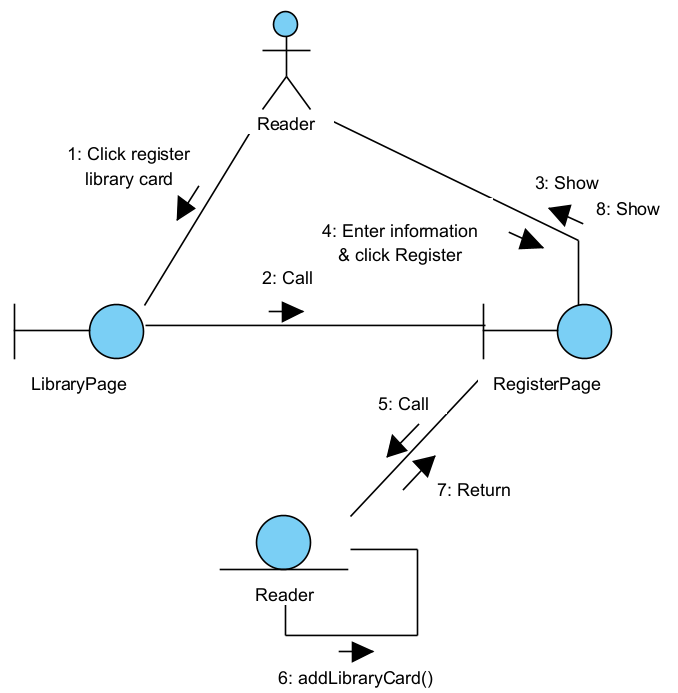 Reader
1: Click register
library card
3: Show
8: Show
4: Enter information
& click Register
2: Call
LibraryPage
RegisterPage
5: Call
7: Return
Reader
6: addLibraryCard()